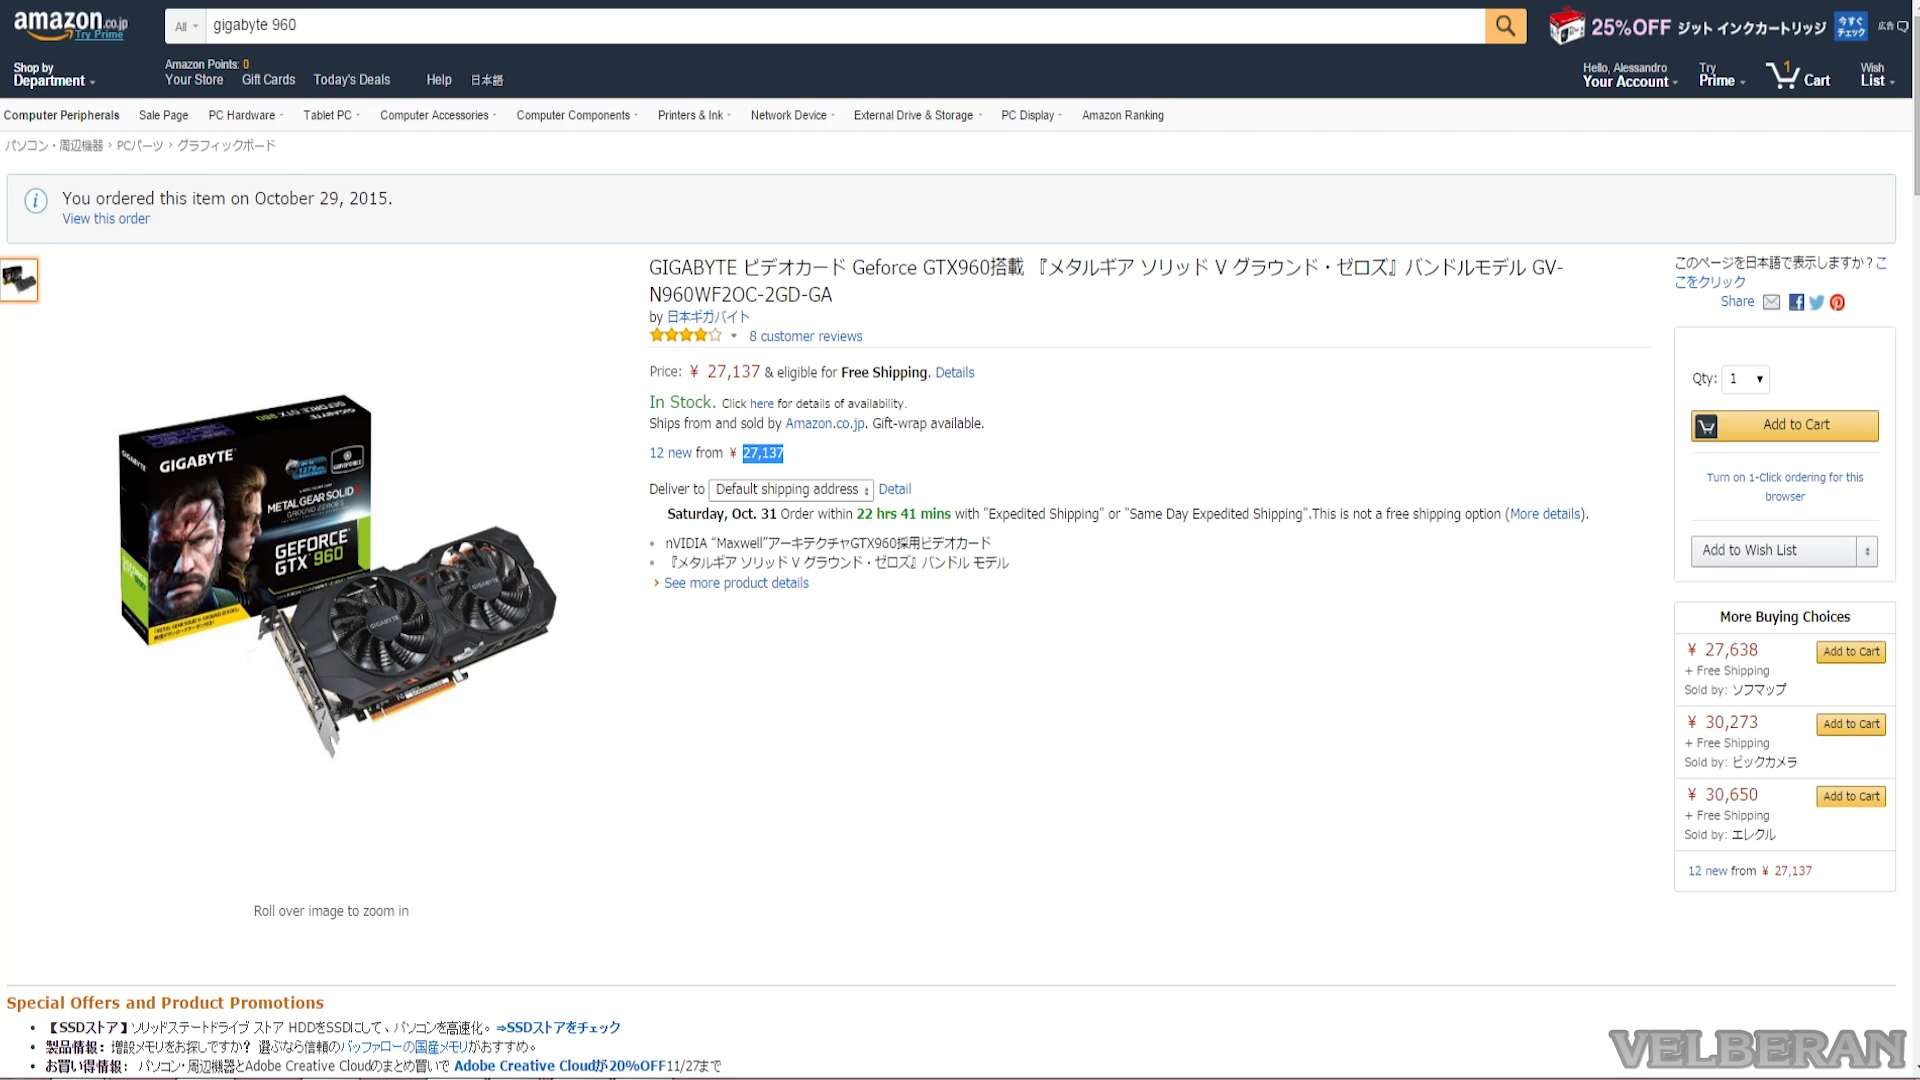 amazon.co.jp
Try Prime
All
gigabyte 960
25%OFF ジット インクカートリッジ
今すぐ
チェック
広告
Shop by
Department
Amazon Points: 0
Your Store Gift Cards Today's Deals Help 日本語
Hello, Alessandro
Your Account
Try
Prime
1
Cart
Wish
List
Computer Peripherals Sale Page PC Hardware Tablet PC Computer Accessories Computer Components Printers & Ink Network Device External Drive & Storage PC Display Amazon Ranking
パソコン・周辺機器 › PCパーツ › グラフィックボード
You ordered this item on October 29, 2015.
View this order
GIGABYTE ビデオカード Geforce GTX960搭載 『メタルギア ソリッド V グラウンド・ゼロズ』バンドルモデル GV-
N960WF2OC-2GD-GA
by 日本ギガバイト
8 customer reviews
Price: ¥ 27,137 & eligible for Free Shipping. Details
In Stock. Click here for details of availability.
Ships from and sold by Amazon.co.jp. Gift-wrap available.
12 new from ¥ 27,137
Deliver to Default shipping address Detail
Saturday, Oct. 31 Order within 22 hrs 41 mins with "Expedited Shipping" or "Same Day Expedited Shipping".This is not a free shipping option (More details).
• nVIDIA “Maxwell”アーキテクチャGTX960採用ビデオカード
• 『メタルギア ソリッド V グラウンド・ゼロズ』バンドル モデル
› See more product details
このページを日本語で表示しますか？こ
こをクリック
Share
Qty: 1
Add to Cart
Turn on 1-Click ordering for this
browser
Add to Wish List
More Buying Choices
¥ 27,638
Add to Cart
+ Free Shipping
Sold by: ソフマップ
¥ 30,273
Add to Cart
+ Free Shipping
Sold by: ビックカメラ
¥ 30,650
Add to Cart
+ Free Shipping
Sold by: エレクル
12 new from ¥ 27,137
GIGABYTE
METAL GEAR SOLID V
GROUND ZEROES
GEFORCE
GTX 960
GIGABYTE
GIGABYTE
Roll over image to zoom in
Special Offers and Product Promotions
• 【SSDストア】ソリッドステートドライブ ストア HDDをSSDにして、パソコンを高速化。⇒SSDストアをチェック
• 製品情報： 増設メモリをお探しですか？ 選ぶなら信頼のバッファローの国産メモリがおすすめ。
• お買い得情報： パソコン・周辺機器とAdobe Creative Cloudのまとめ買いで Adobe Creative Cloudが20%OFF11/27まで
VELBERAN